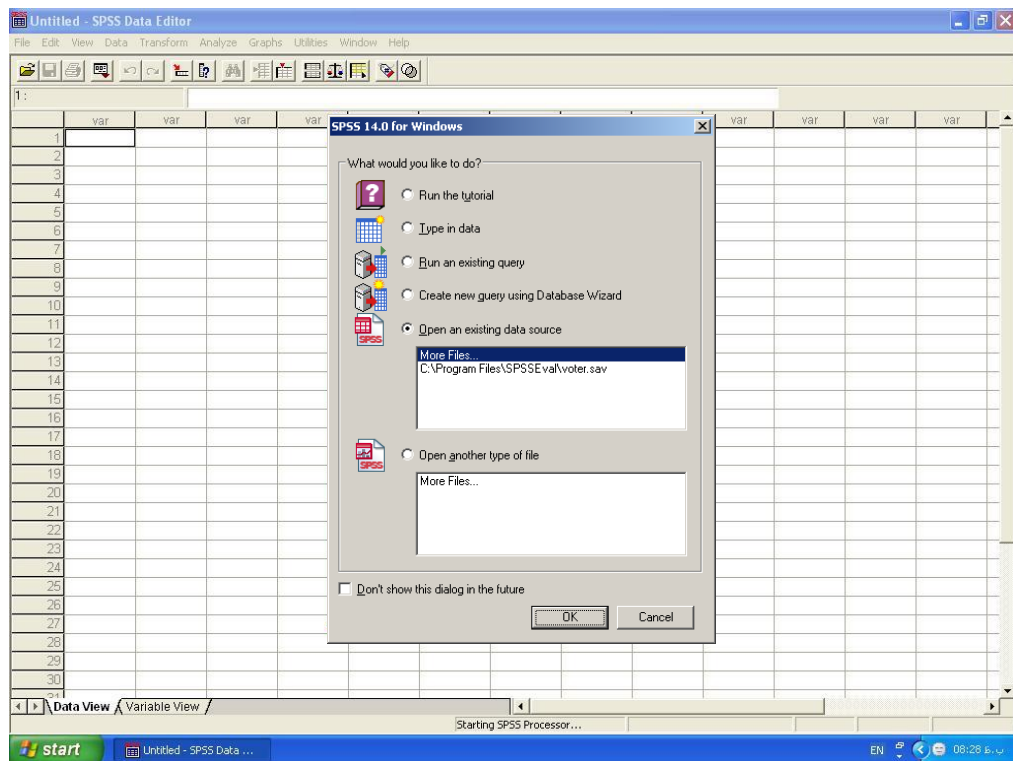 Untitled - SPSS Data Editor
File Edit View Data Transform Analyze Graphs Utilities Window Help
1 :
var var var var var var var var
SPSS 14.0 for Windows
What would you like to do?
Run the tutorial
Type in data
Run an existing query
Create new query using Database Wizard
Open an existing data source
SPSS
More Files...
C:\Program Files\SPSSEval\voter.sav
Open another type of file
SPSS
More Files...
Don't show this dialog in the future
OK Cancel
1
2
3
4
5
6
7
8
9
10
11
12
13
14
15
16
17
18
19
20
21
22
23
24
25
26
27
28
29
30
31
Data View Variable View
Starting SPSS Processor...
start Untitled - SPSS Data ... EN 08:28 ب.ظ